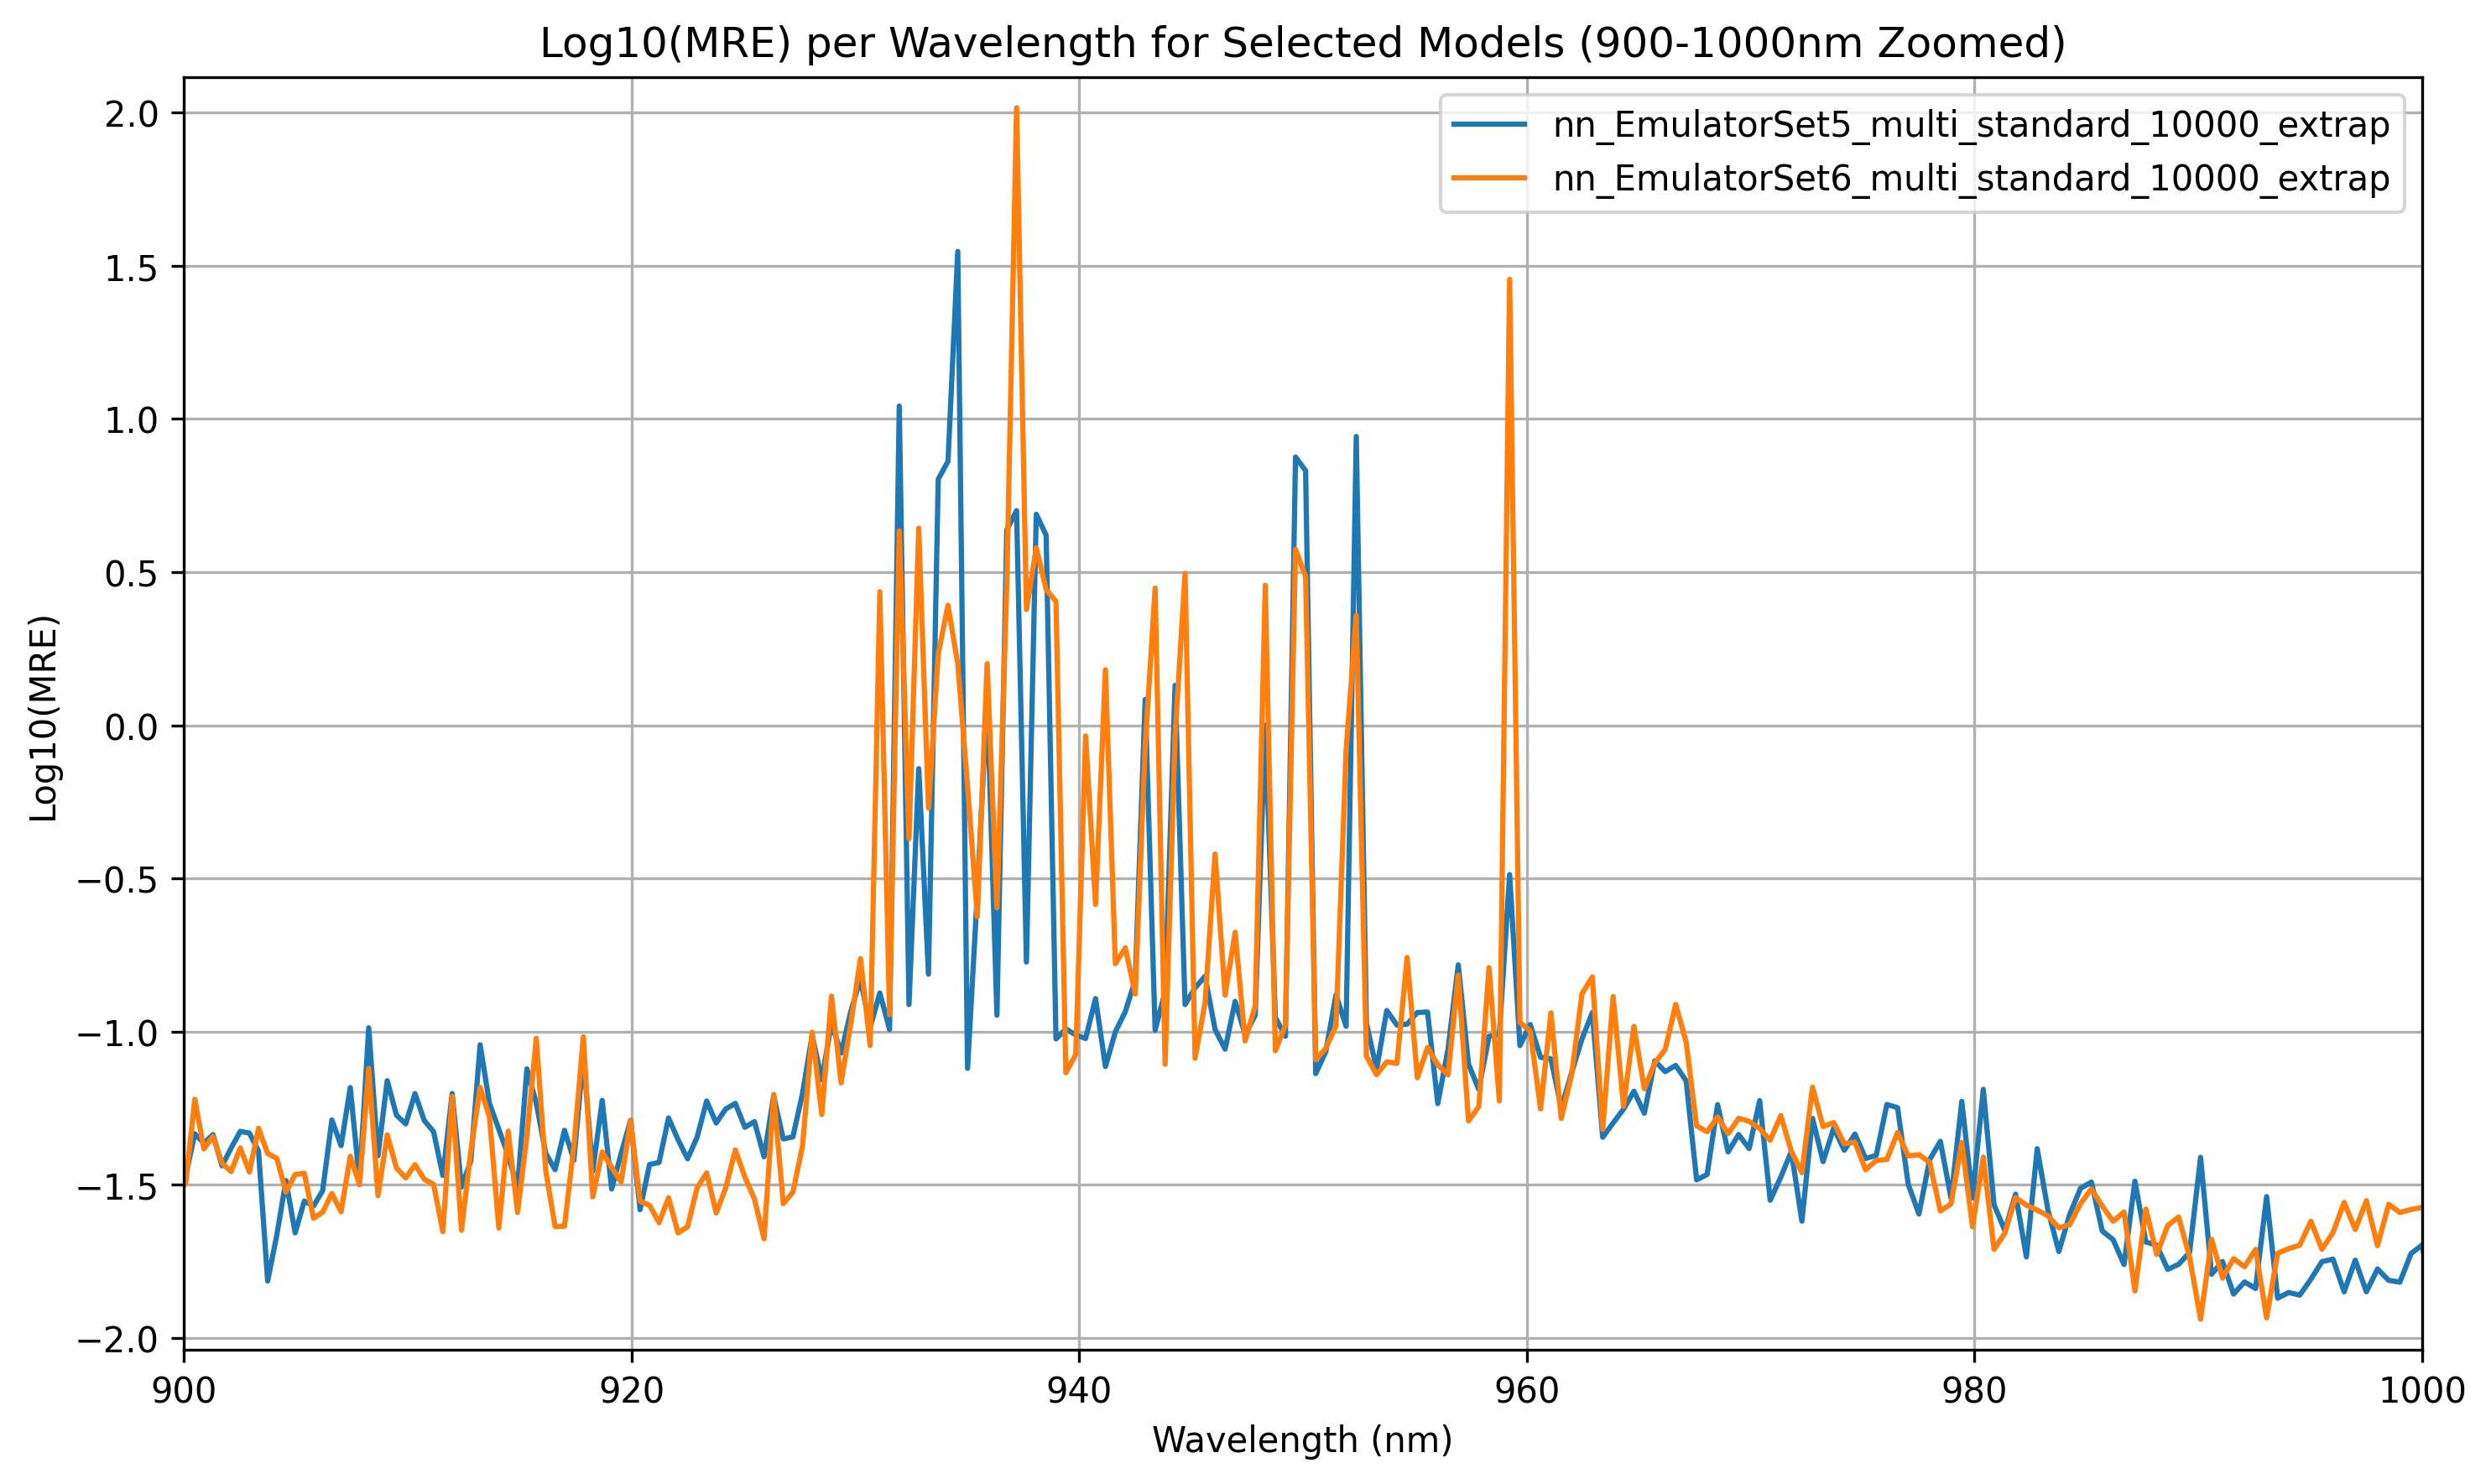 Log10(MRE) per Wavelength for Selected Models (900-1000nm Zoomed)
nn_EmulatorSet5_multi_standard_10000_extrap
nn_EmulatorSet6_multi_standard_10000_extrap
Log10(MRE)
2.0
1.5
1.0
0.5
0.0
−0.5
−1.0
−1.5
−2.0
900 920 940 960 980 1000
Wavelength (nm)